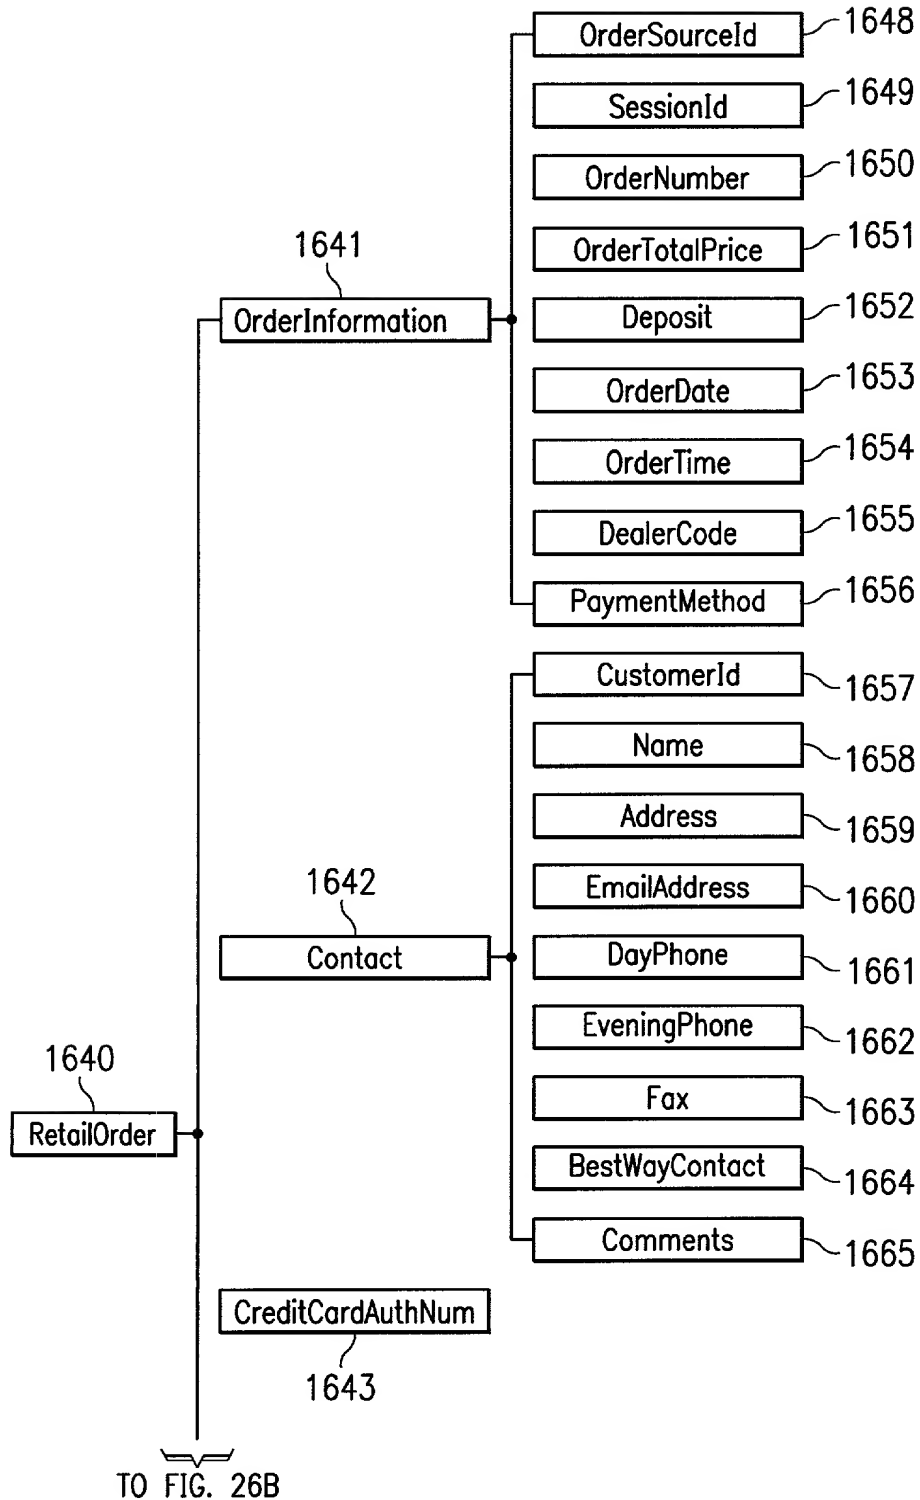 OrderSourceId 1648
SessionId 1649
OrderNumber 1650
OrderTotalPrice 1651
1641
OrderInformation
Deposit 1652
OrderDate 1653
OrderTime 1654
DealerCode 1655
PaymentMethod 1656
CustomerId 1657
Name 1658
Address 1659
1642
EmailAddress 1660
Contact
DayPhone 1661
EveningPhone 1662
1640
RetailOrder
Fax 1663
BestWayContact 1664
Comments 1665
CreditCardAuthNum
1643
TO FIG. 26B